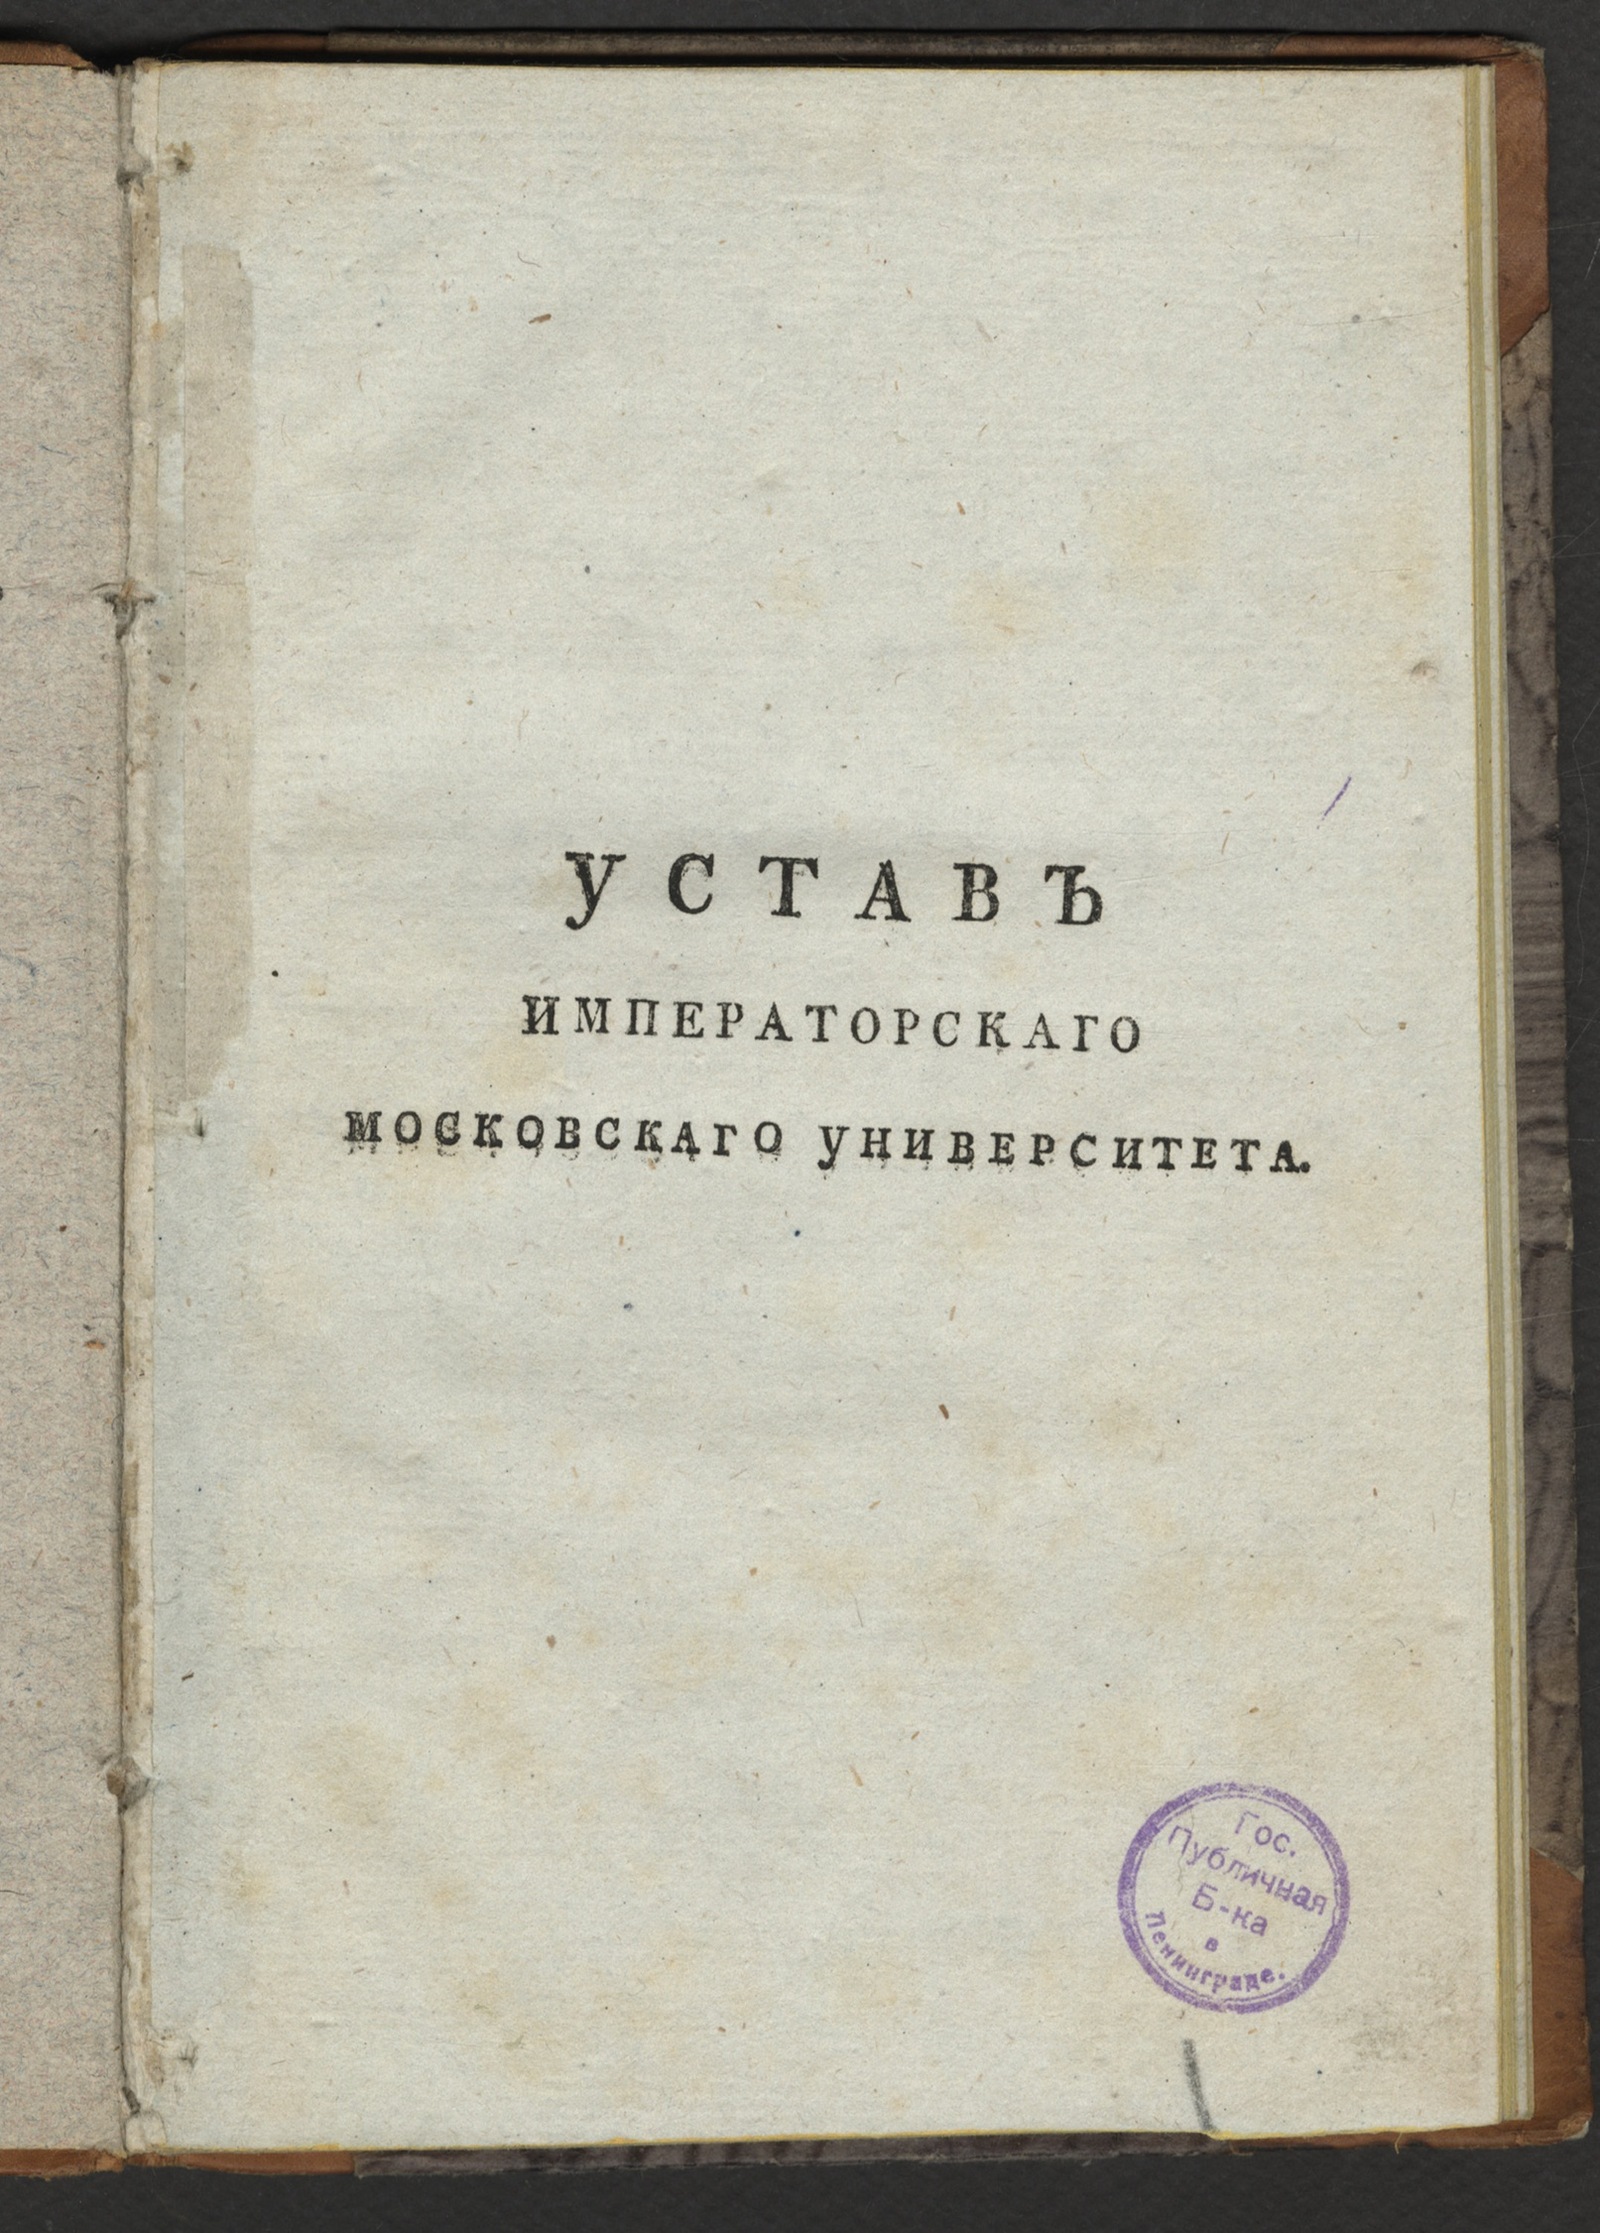 УСТАВЪ
ИМПЕРАТОРСКАГО
МОСКОВСКАГО УНИВЕРСИТЕТА.
Гос.
Публичная
Б-ка
в
Ленинграде.